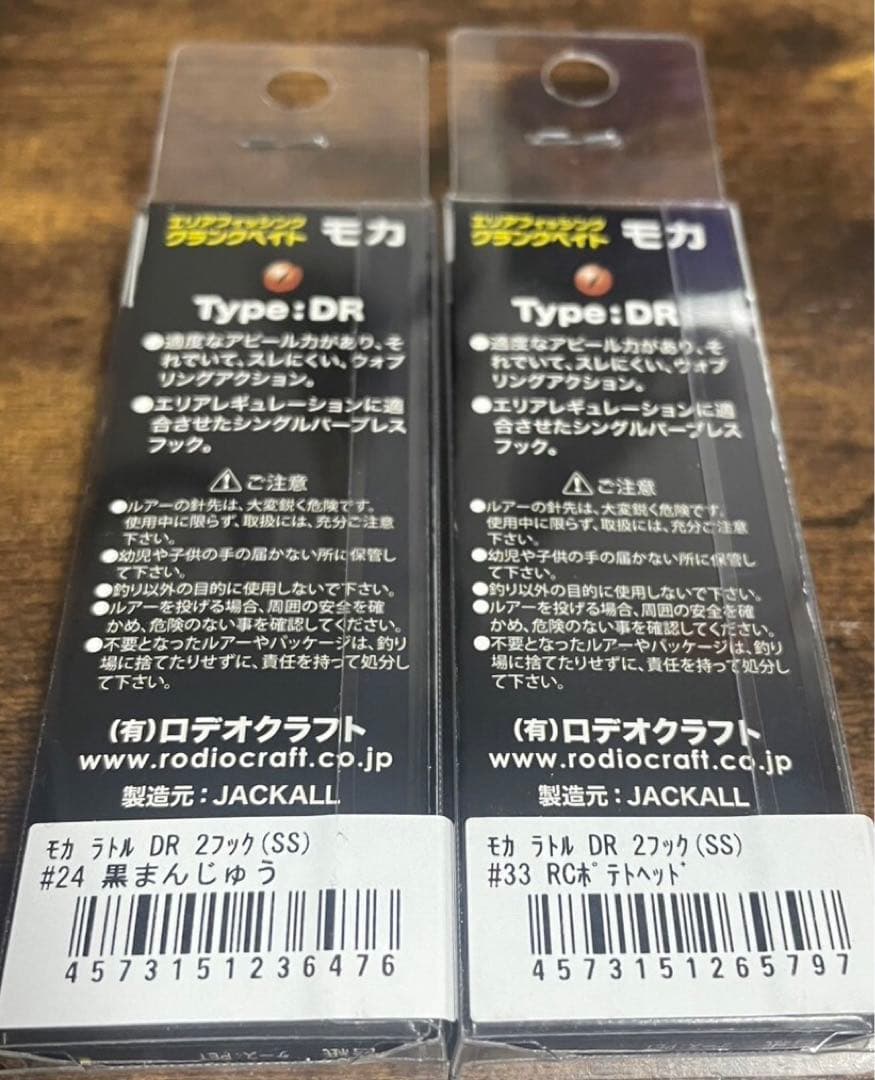 エリアフィッシング
クランクベイト モカ
Type:DR
●適度なアピール力があり、そ
れでいて、スレにくい、ウォブ
リングアクション。
●エリアレギュレーションに適
合させたシングルバーブレス
フック。
⚠ご注意
●ルアーの針先は、大変鋭く危険です。
使用中に限らず、取扱には、充分ご注意
下さい。
●幼児や子供の手の届かない所に保管し
て下さい。
●釣り以外の目的に使用しないで下さい。
●ルアーを投げる場合、周囲の安全を確
かめ、危険のない事を確認してください。
●不要となったルアーやパッケージは、釣り
場に捨てたりせずに、責任を持って処分し
て下さい。
(有)ロデオクラフト
www.rodiocraft.co.jp
製造元:JACKALL
モカ ラトル DR 2フック(SS)
#24 黒まんじゅう
4573151236476
ケース:PET
エリアフィッシング
クランクベイト モカ
Type:DR
●適度なアピール力があり、そ
れでいて、スレにくい、ウォブ
リングアクション。
●エリアレギュレーションに適
合させたシングルバーブレス
フック。
⚠ご注意
●ルアーの針先は、大変鋭く危険です。
使用中に限らず、取扱には、充分ご注意
下さい。
●幼児や子供の手の届かない所に保管し
て下さい。
●釣り以外の目的に使用しないで下さい。
●ルアーを投げる場合、周囲の安全を確
かめ、危険のない事を確認してください。
●不要となったルアーやパッケージは、釣り
場に捨てたりせずに、責任を持って処分し
て下さい。
(有)ロデオクラフト
www.rodiocraft.co.jp
製造元:JACKALL
モカ ラトル DR 2フック(SS)
#33 RCポテトヘッド
4573151265797